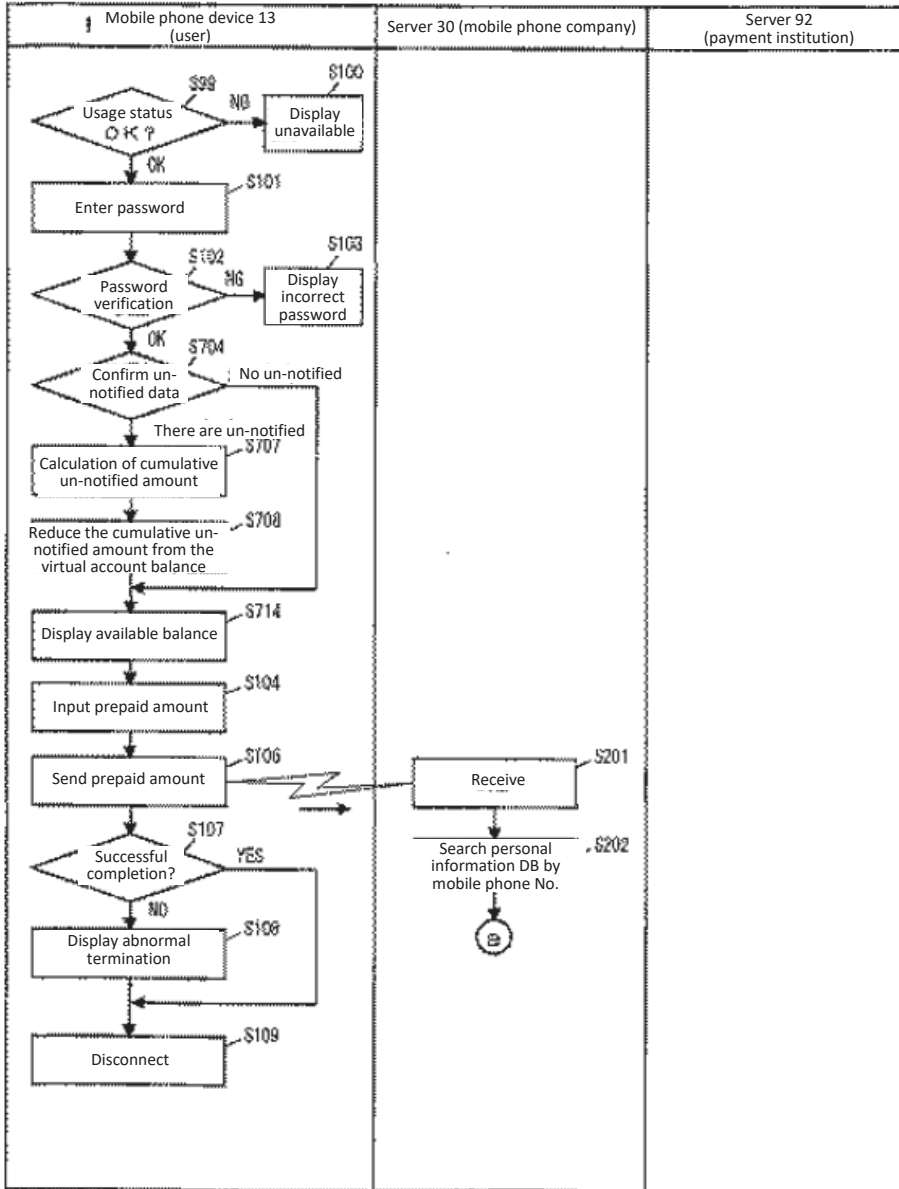 Mobile phone device 13
(user)
Server 30 (mobile phone company)
Server 92
(payment institution)
S99
Usage status
OK?
NG
S100
Display
unavailable
OK
S101
Enter password
S102
Password
verification
NG
S103
Display
incorrect
password
OK
S704
Confirm un-
notified data
No un-notified
There are un-notified
S707
Calculation of cumulative
un-notified amount
S708
Reduce the cumulative un-
notified amount from the
virtual account balance
S714
Display available balance
S104
Input prepaid amount
S106
Send prepaid amount
S201
Receive
S202
Search personal
information DB by
mobile phone No.
S107
Successful
completion?
YES
NO
Display abnormal
termination
S109
Disconnect